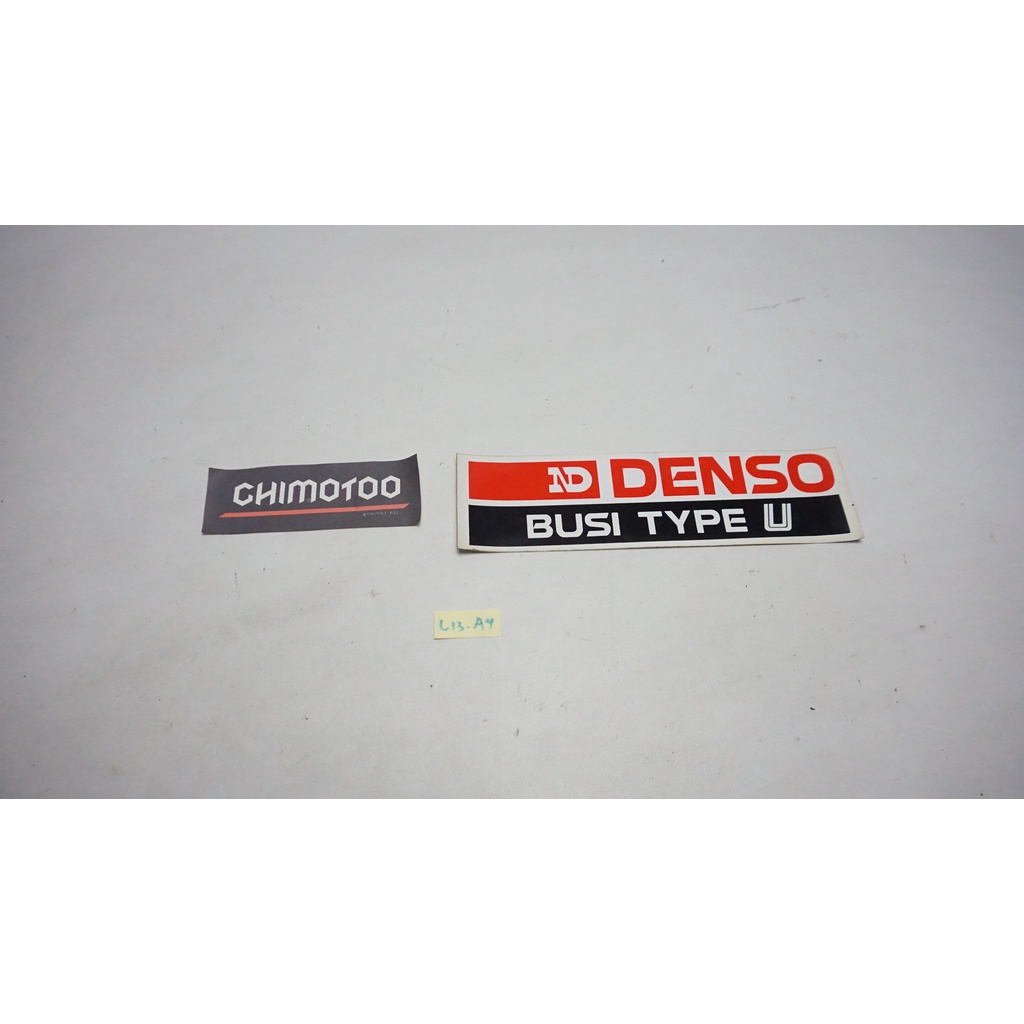 CHIMOTOO
ND DENSO
BUSI TYPE U
L13-A4